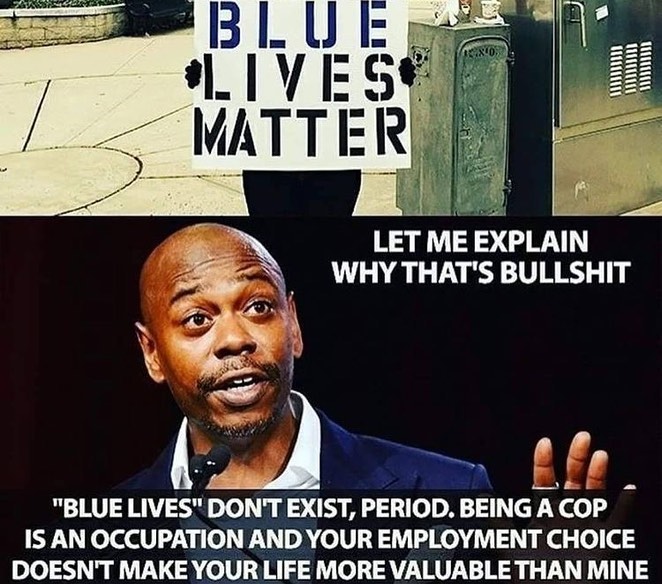 BLUE
LIVES
MATTER
LET ME EXPLAIN
WHY THAT'S BULLSHIT
"BLUE LIVES" DON'T EXIST, PERIOD. BEING A COP
IS AN OCCUPATION AND YOUR EMPLOYMENT CHOICE
DOESN'T MAKE YOUR LIFE MORE VALUABLE THAN MINE